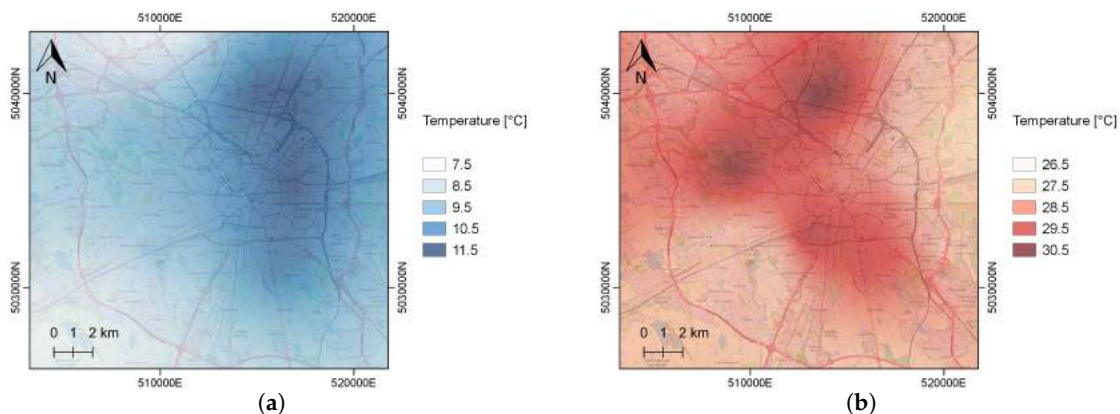 510000E 520000E
510000E 520000E
N
N
5040000N
5040000N
5040000N
5040000N
Temperature [°C]
Temperature [°C]
7.5
8.5
9.5
10.5
11.5
26.5
27.5
28.5
29.5
30.5
5030000N
5030000N
5030000N
5030000N
0 1 2 km
0 1 2 km
510000E 520000E
510000E 520000E
(a)
(b)